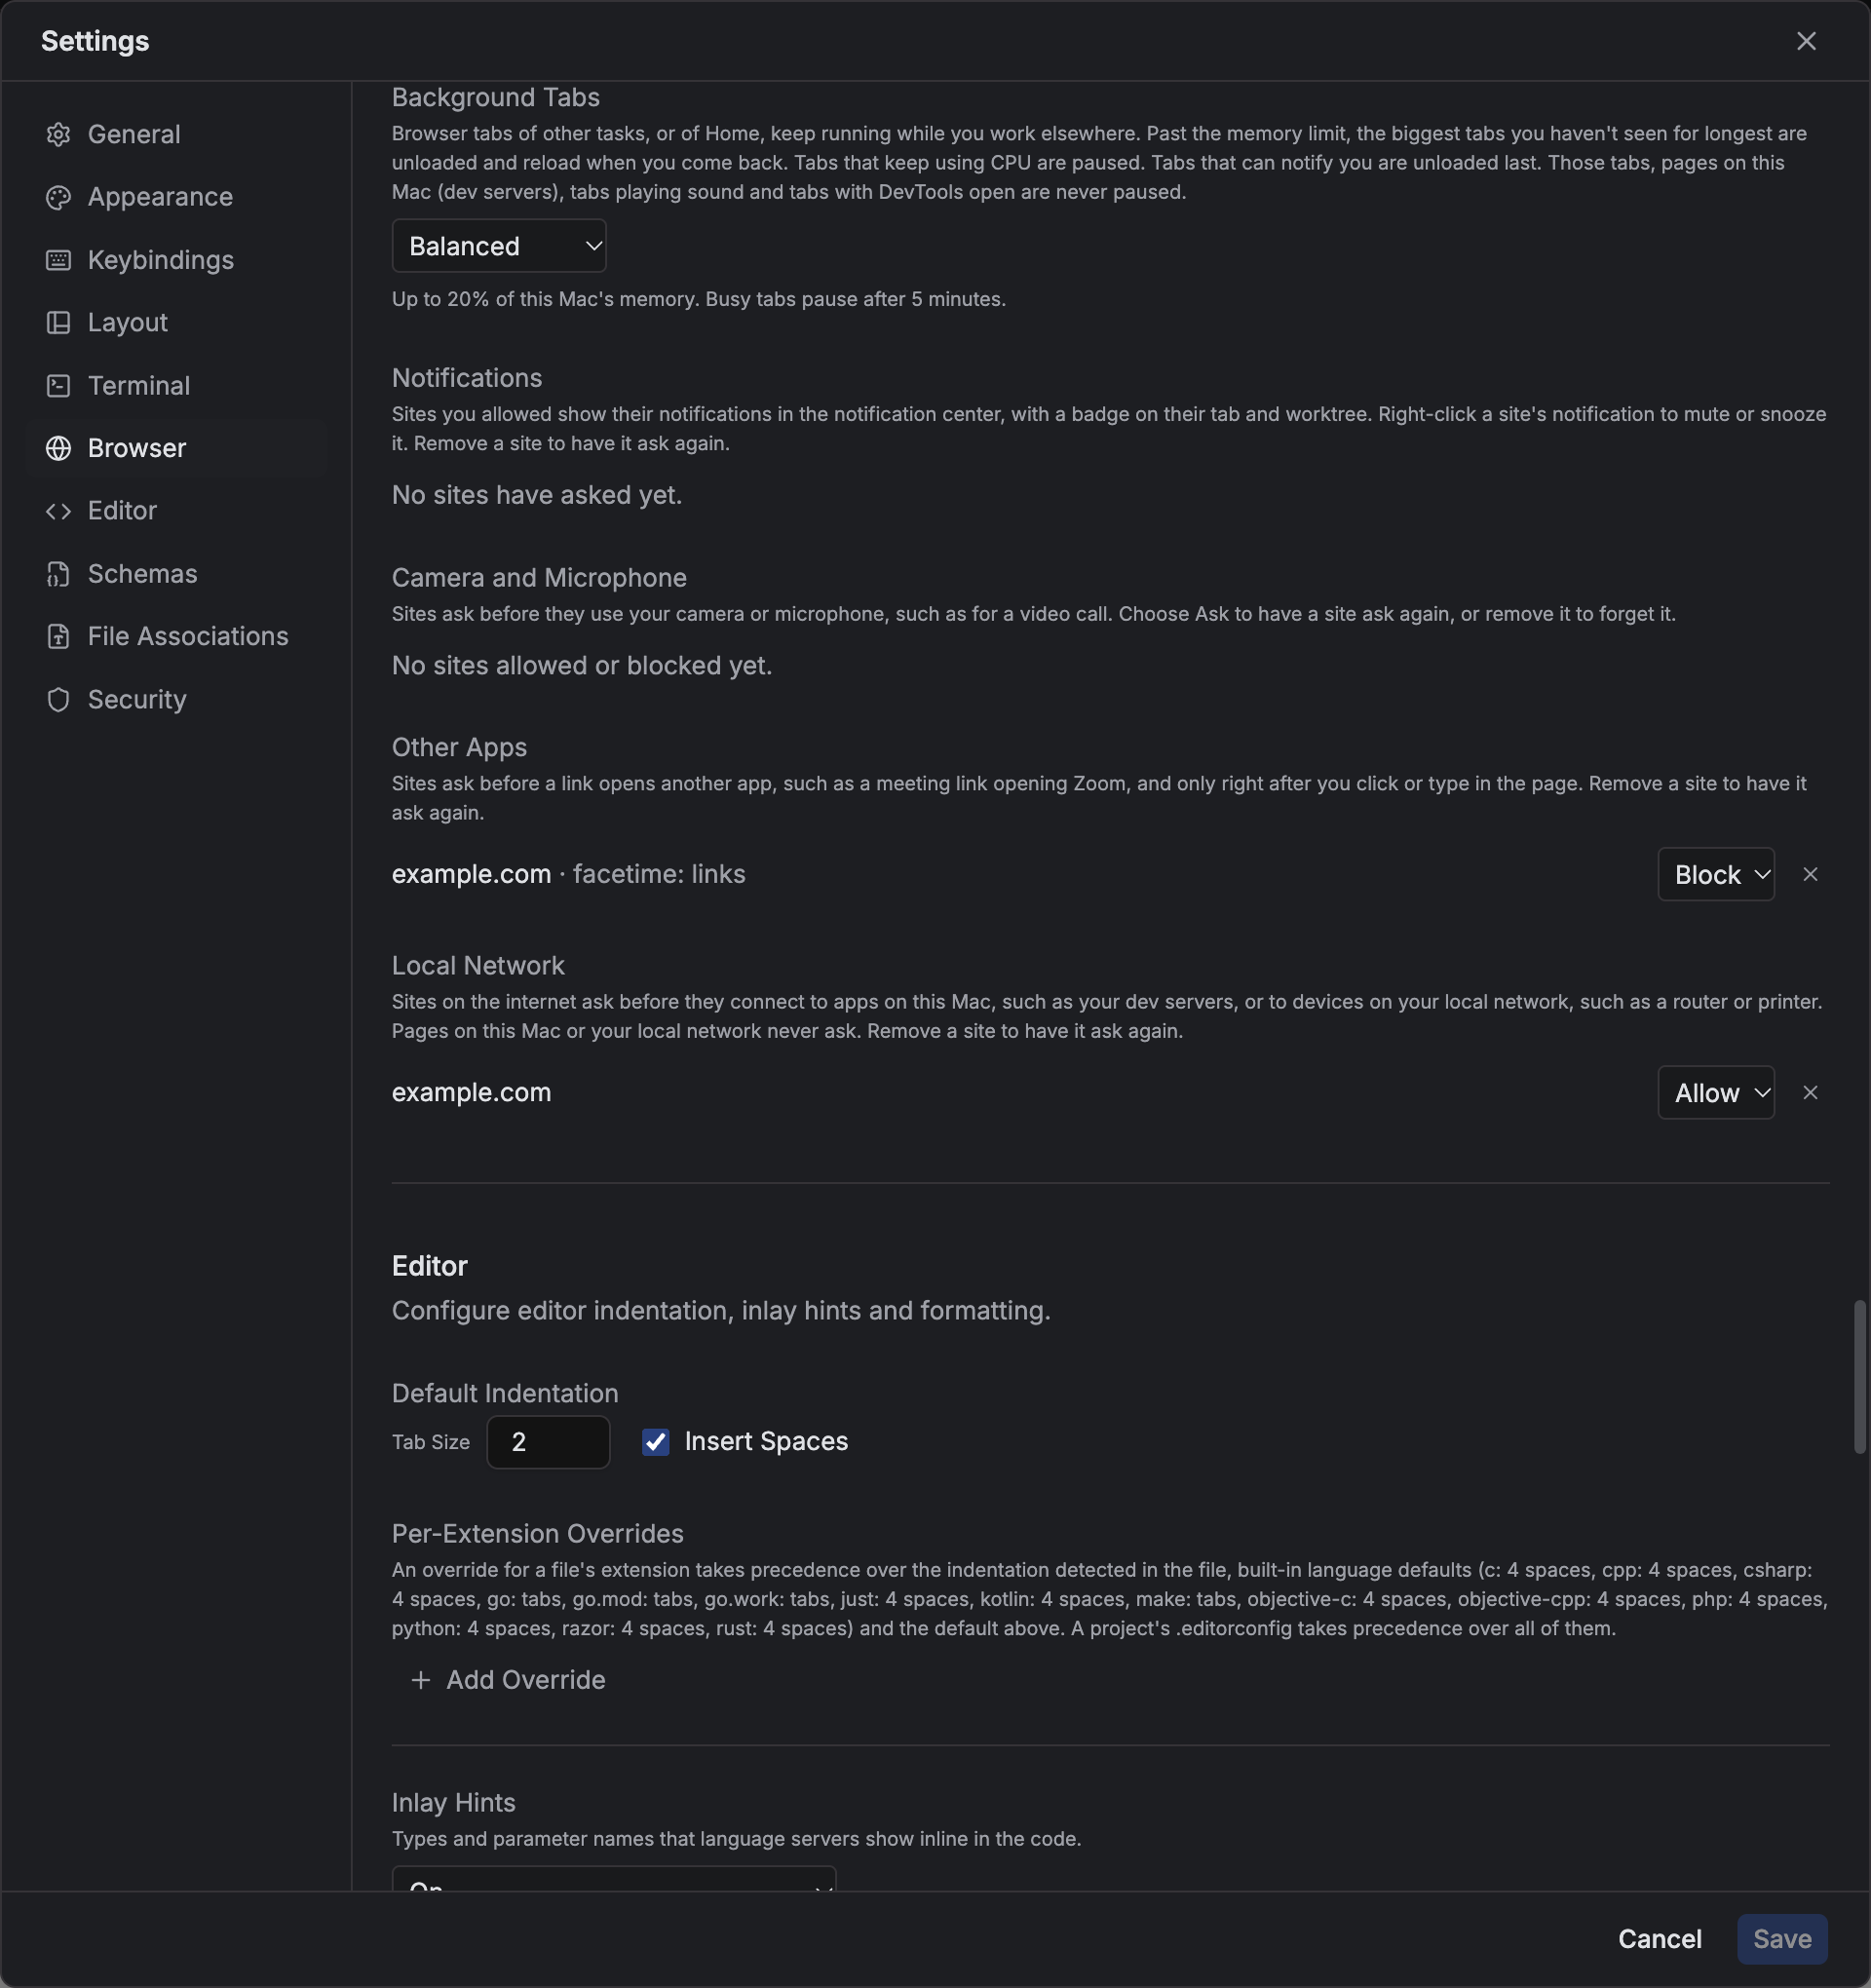 Settings
General
Appearance
Keybindings
Layout
Terminal
Browser
Editor
Schemas
File Associations
Security
Background Tabs
Browser tabs of other tasks, or of Home, keep running while you work elsewhere. Past the memory limit, the biggest tabs you haven't seen for longest are
unloaded and reload when you come back. Tabs that keep using CPU are paused. Tabs that can notify you are unloaded last. Those tabs, pages on this
Mac (dev servers), tabs playing sound and tabs with DevTools open are never paused.
Balanced
Up to 20% of this Mac's memory. Busy tabs pause after 5 minutes.
Notifications
Sites you allowed show their notifications in the notification center, with a badge on their tab and worktree. Right-click a site's notification to mute or snooze
it. Remove a site to have it ask again.
No sites have asked yet.
Camera and Microphone
Sites ask before they use your camera or microphone, such as for a video call. Choose Ask to have a site ask again, or remove it to forget it.
No sites allowed or blocked yet.
Other Apps
Sites ask before a link opens another app, such as a meeting link opening Zoom, and only right after you click or type in the page. Remove a site to have it
ask again.
example.com · facetime: links
Block
Local Network
Sites on the internet ask before they connect to apps on this Mac, such as your dev servers, or to devices on your local network, such as a router or printer.
Pages on this Mac or your local network never ask. Remove a site to have it ask again.
example.com
Allow
Editor
Configure editor indentation, inlay hints and formatting.
Default Indentation
Tab Size 2 Insert Spaces
Per-Extension Overrides
An override for a file's extension takes precedence over the indentation detected in the file, built-in language defaults (c: 4 spaces, cpp: 4 spaces, csharp:
4 spaces, go: tabs, go.mod: tabs, go.work: tabs, just: 4 spaces, kotlin: 4 spaces, make: tabs, objective-c: 4 spaces, objective-cpp: 4 spaces, php: 4 spaces,
python: 4 spaces, razor: 4 spaces, rust: 4 spaces) and the default above. A project's .editorconfig takes precedence over all of them.
+ Add Override
Inlay Hints
Types and parameter names that language servers show inline in the code.
On
Cancel
Save